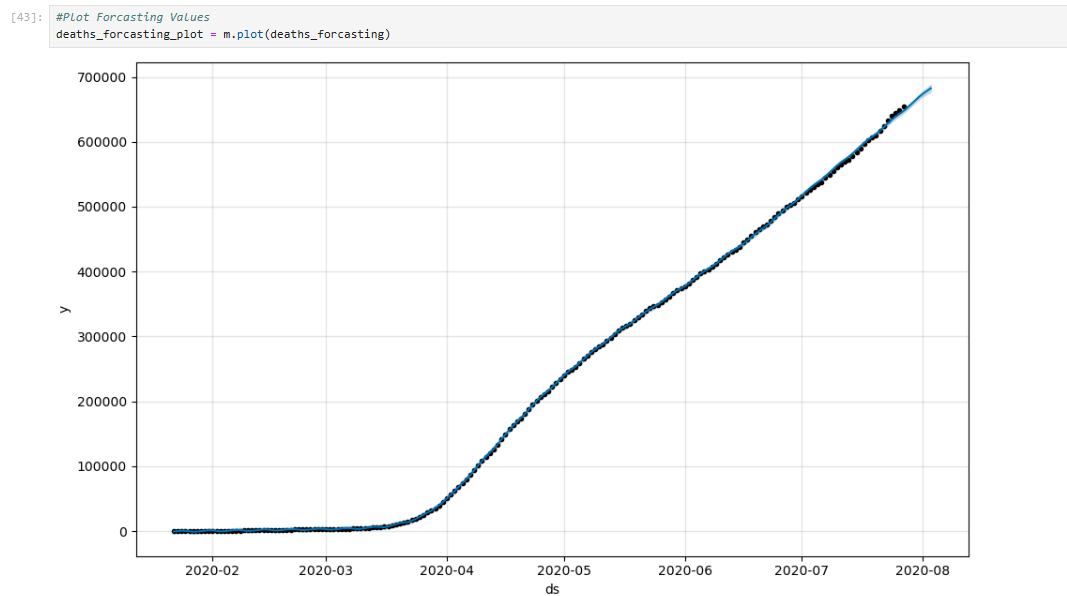 [43]: #Plot Forcasting Values
deaths_forcasting_plot = m.plot(deaths_forcasting)
700000
600000
500000
400000
300000
200000
100000
0
y
2020-02 2020-03 2020-04 2020-05 2020-06 2020-07 2020-08
ds